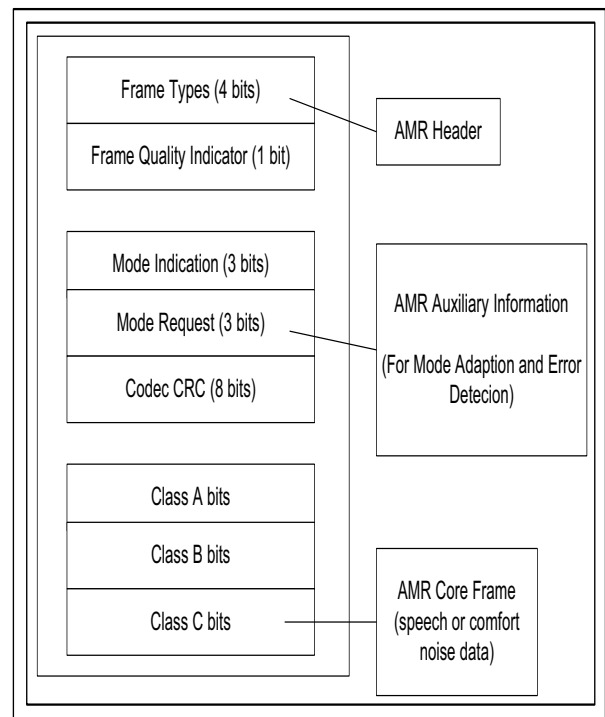 Frame Types (4 bits)
Frame Quality Indicator (1 bit)
AMR Header
Mode Indication (3 bits)
Mode Request (3 bits)
Codec CRC (8 bits)
AMR Auxiliary Information
(For Mode Adaption and Error
Detecion)
Class A bits
Class B bits
Class C bits
AMR Core Frame
(speech or comfort
noise data)